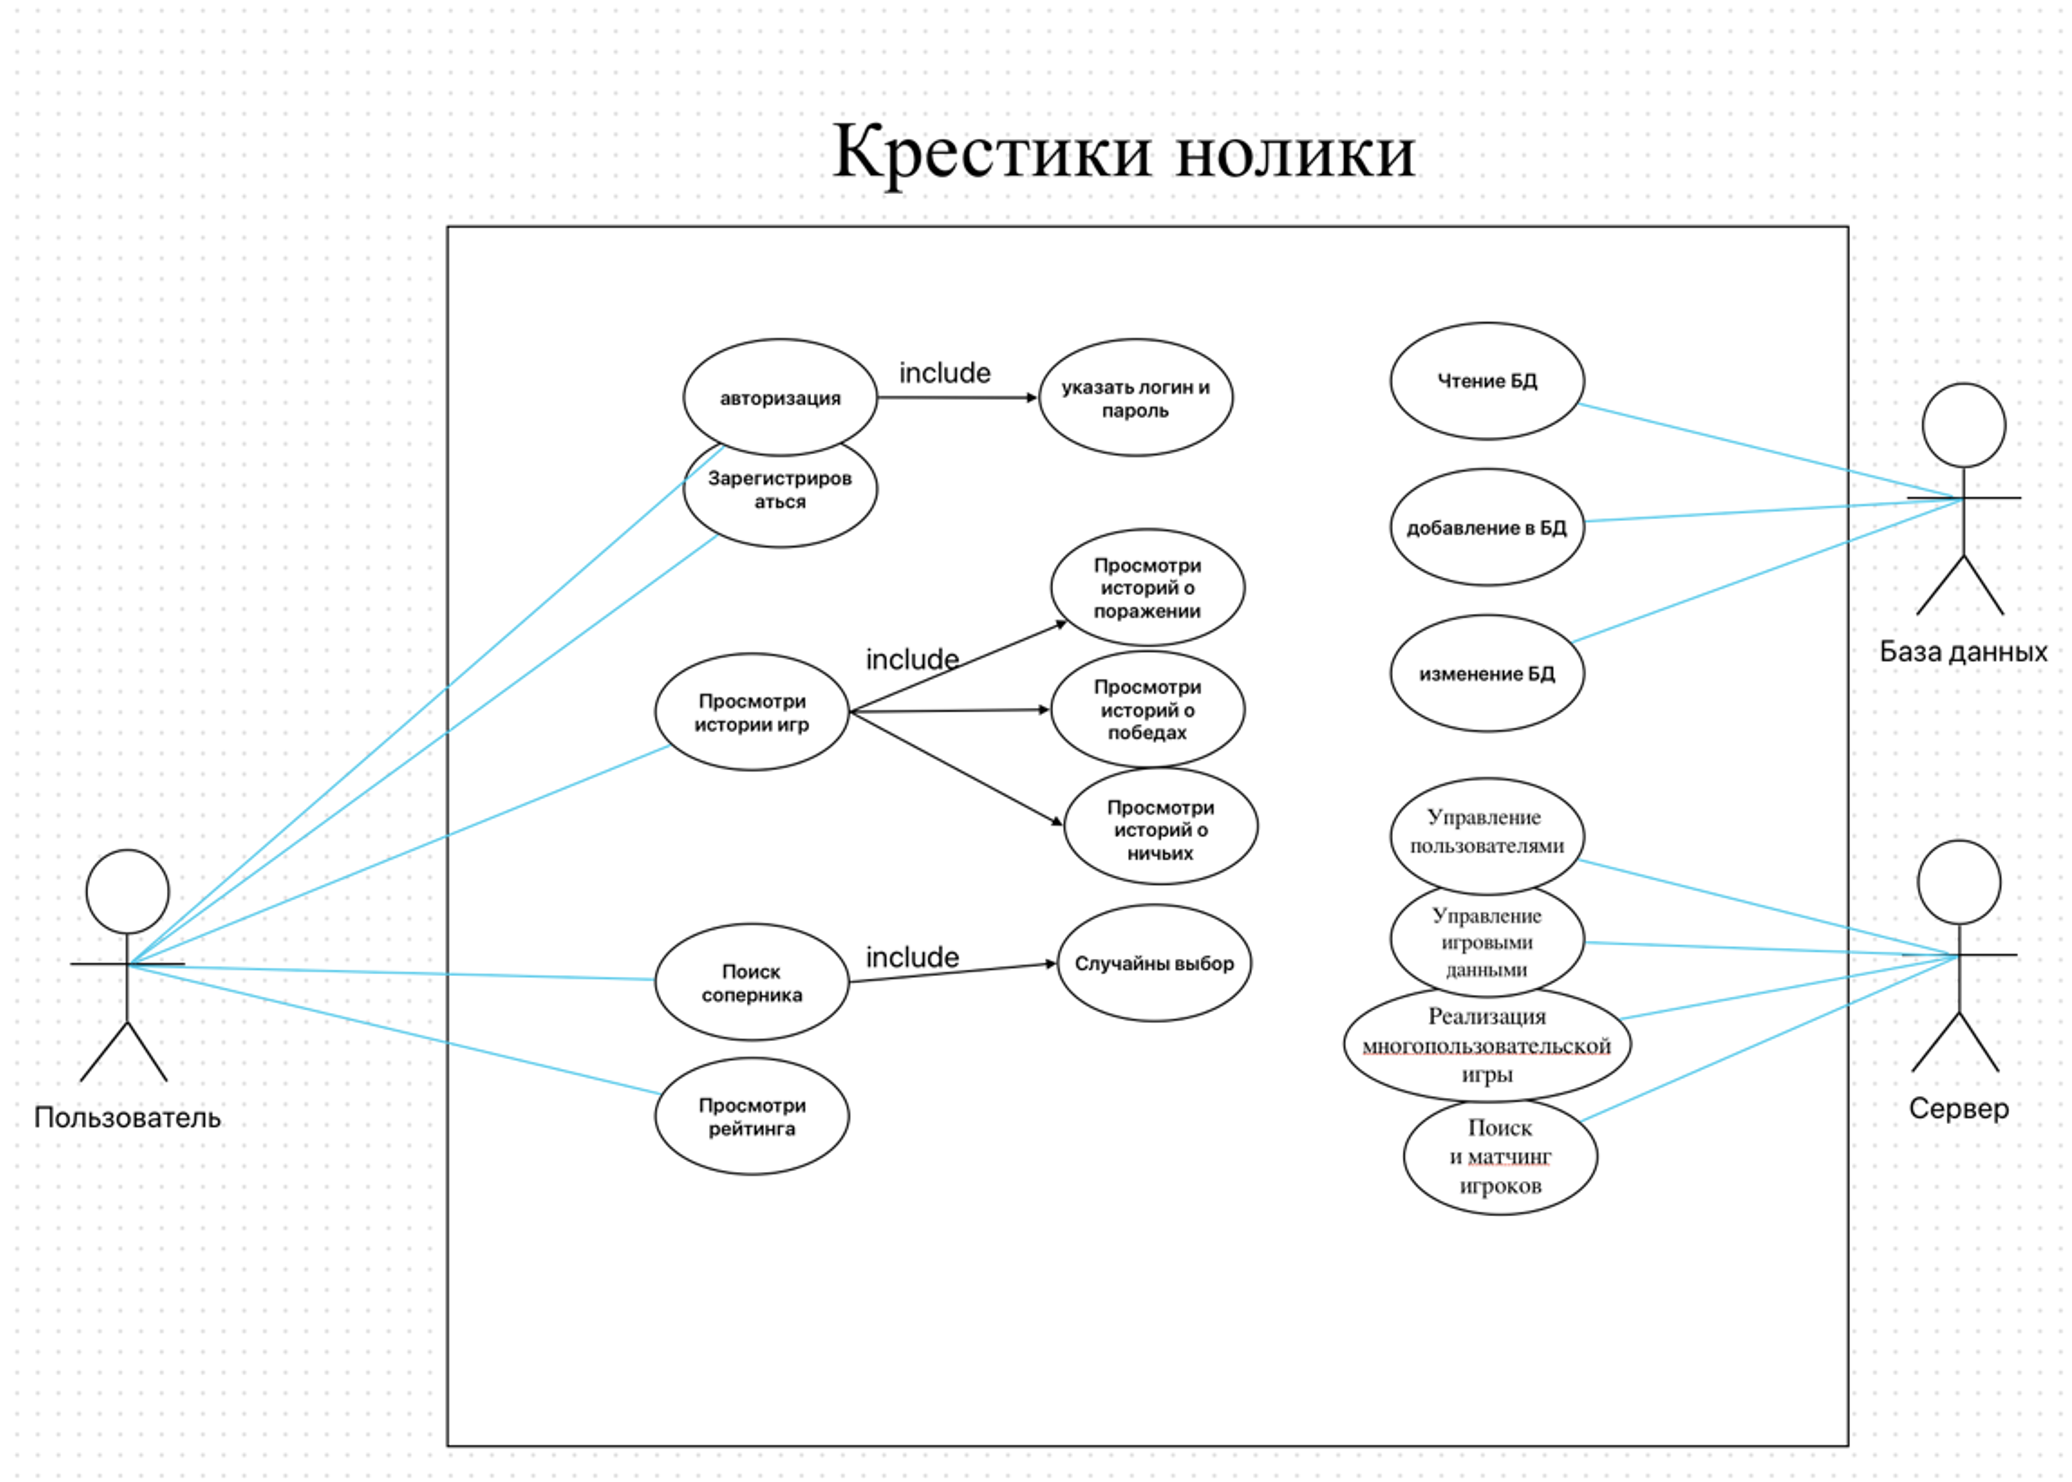 Крестики нолики
авторизация
include
указать логин и
пароль
Зарегистриров
аться
Просмотри
истории игр
include
Просмотри
историй о
поражении
Просмотри
историй о
победах
Просмотри
историй о
ничьих
Поиск
соперника
include
Случайны выбор
Просмотри
рейтинга
Чтение БД
добавление в БД
изменение БД
Управление
пользователями
Управление
игровыми
данными
Реализация
многопользовательской
игры
Поиск
и матчинг
игроков
Пользователь
База данных
Сервер